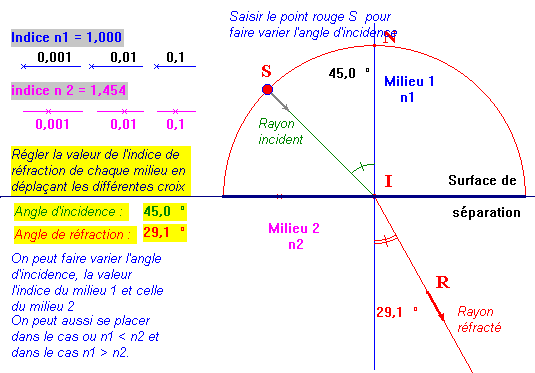 Saisir le point rouge S pour
faire varier l'angle d'incidence
Indice n1 = 1,000
0,001 0,01 0,1
indice n 2 = 1,454
0,001 0,01 0,1
Régler la valeur de l'indice de
réfraction de chaque milieu en
déplaçant les différentes croix
Angle d'incidence : 45,0 °
Angle de réfraction : 29,1 °
On peut faire varier l'angle
d'incidence, la valeur
l'indice du milieu 1 et celle
du milieu 2
On peut aussi se placer
dans le cas ou n1 < n2 et
dans le cas n1 > n2.
N
S
45,0 °
Milieu 1
n1
Rayon
incident
I
Surface de
séparation
Milieu 2
n2
R
29,1 °
Rayon
réfracté